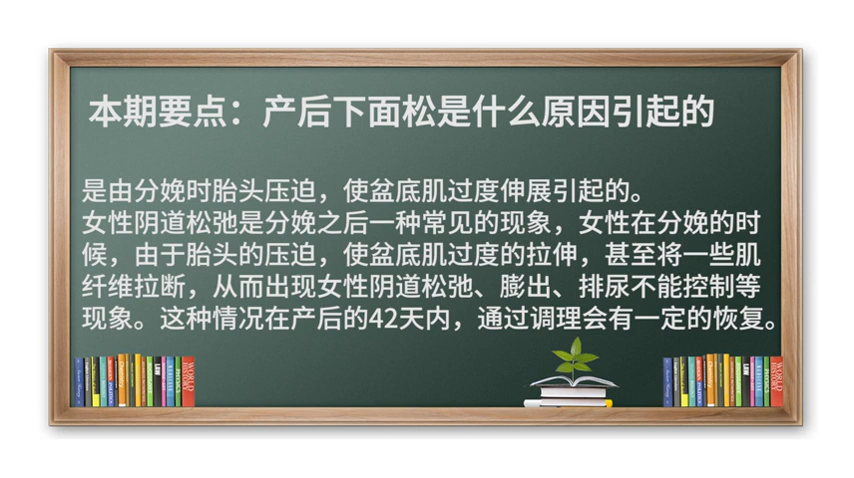 本期要点：产后下面松是什么原因引起的
是由分娩时胎头压迫，使盆底肌过度伸展引起的。
女性阴道松弛是分娩之后一种常见的现象，女性在分娩的时
候，由于胎头的压迫，使盆底肌过度的拉伸，甚至将一些肌
纤维拉断，从而出现女性阴道松弛、膨出、排尿不能控制等
现象。这种情况在产后的42天内，通过调理会有一定的恢复。
WORLD HISTORY
WORLD HISTORY